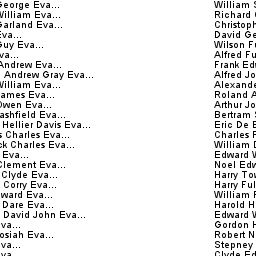 George Eva... William
William Eva... Richard
Garland Eva... Christoph
Eva... David Ge
Guy Eva... Wilson Fu
va... Alfred Fu
Andrew Eva... Frank Ed
Andrew Gray Eva... Alfred Jo
William Eva... Alexande
ames Eva... Roland A
Owen Eva... Arthur Jo
ashfield Eva... Bertram S
Hellier Davis Eva... Eric De B
s Charles Eva... Charles F
ck Charles Eva... William D
Eva... Edward W
Clement Eva... Noel Edw
Clyde Eva... Harry Tow
Corry Eva... Harry Ful
ward Eva... William F
Dare Eva... Harold H
David John Eva... Edward W
va... Gordon H
osiah Eva... Robert N
va... Stepney
va... Clyde Ed